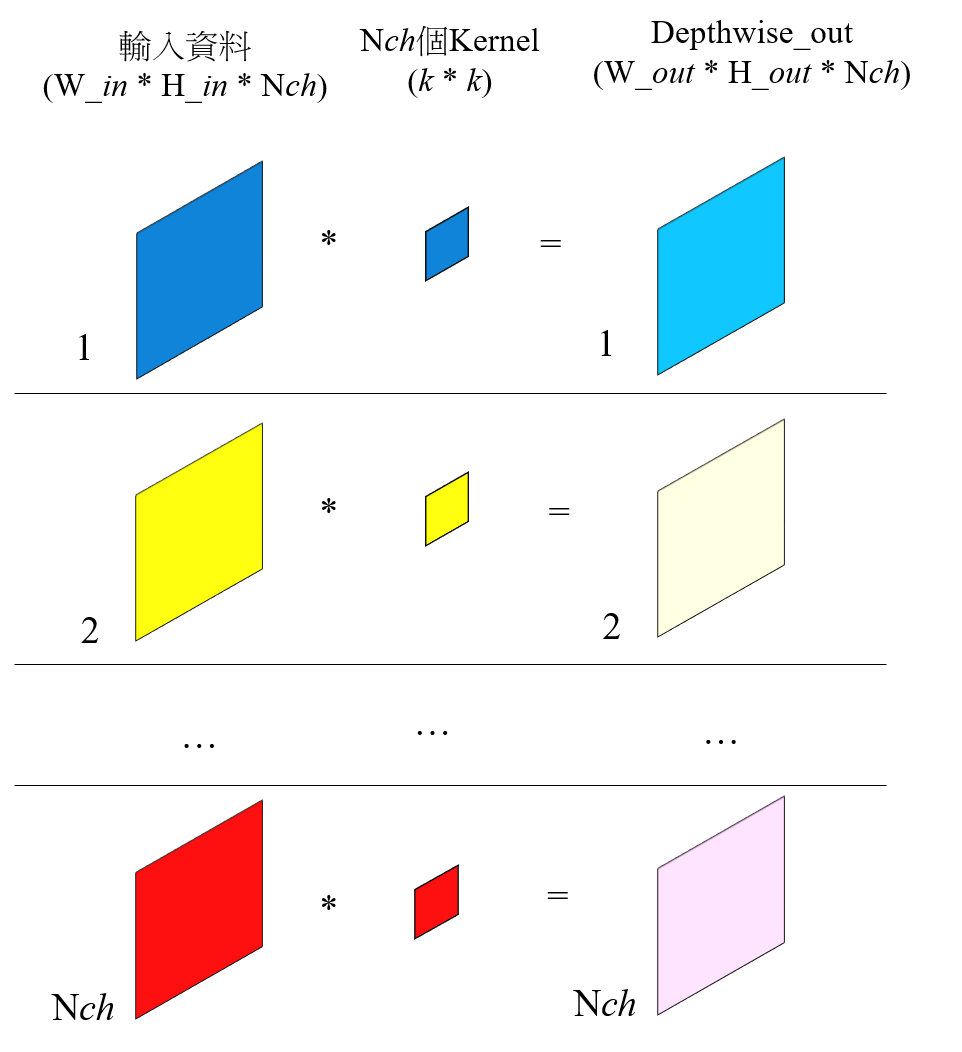 輸入資料
(W_in * H_in * Nch)
Nch個Kernel
(k * k)
Depthwise_out
(W_out * H_out * Nch)
1
*
=
1
2
*
=
2
…
…
…
Nch
*
=
Nch